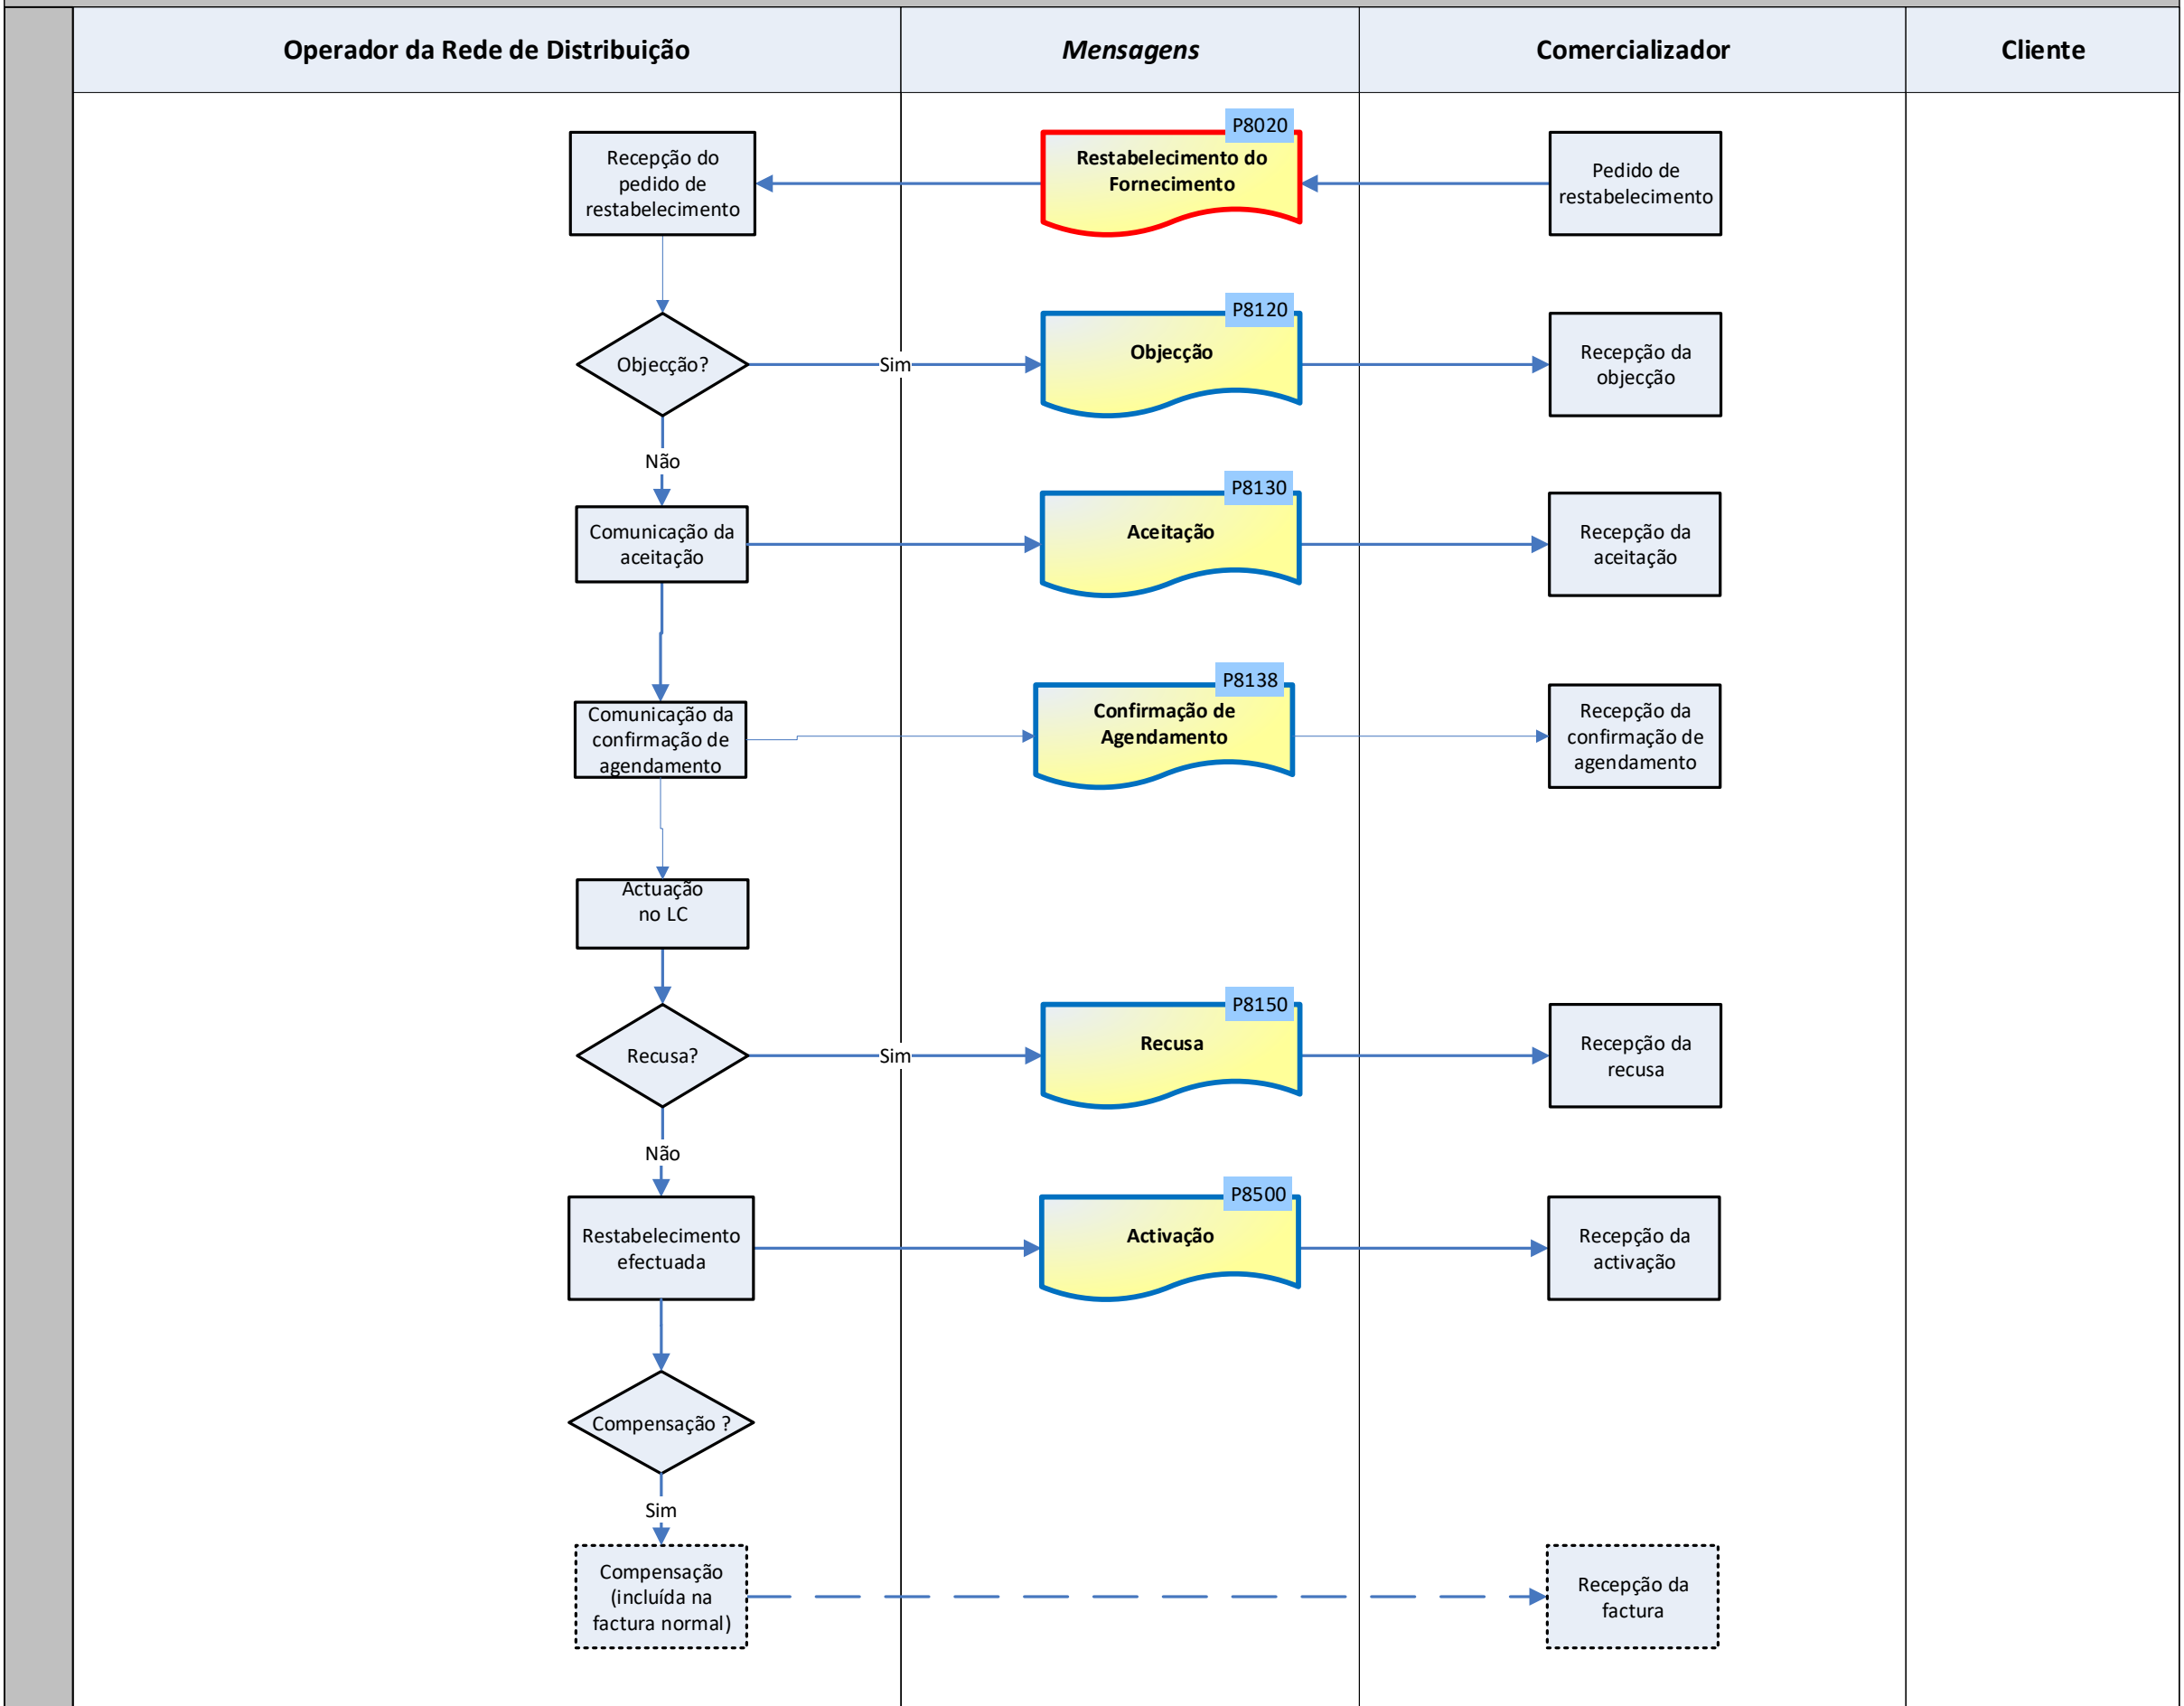 Operador da Rede de Distribuição
Mensagens
Comercializador
Cliente
Recepção do
pedido de
restabelecimento
P8020
Restabelecimento do
Fornecimento
Pedido de
restabelecimento
Objecção?
Sim
P8120
Objecção
Recepção da
objecção
Não
Comunicação da
aceitação
P8130
Aceitação
Recepção da
aceitação
Comunicação da
confirmação de
agendamento
P8138
Confirmação de
Agendamento
Recepção da
confirmação de
agendamento
Actuação
no LC
Recusa?
Sim
P8150
Recusa
Recepção da
recusa
Não
Restabelecimento
efectuada
P8500
Activação
Recepção da
activação
Compensação ?
Sim
Compensação
(incluída na
factura normal)
Recepção da
factura